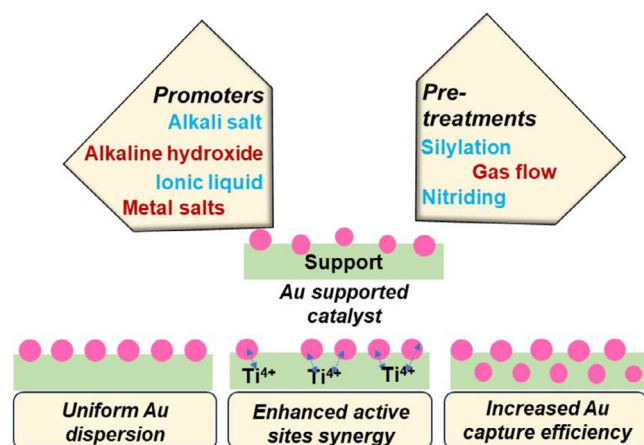 Promoters
Alkali salt
Alkaline hydroxide
Ionic liquid
Metal salts
Pre-
treatments
Silylation
Gas flow
Nitriding
Support
Au supported
catalyst
Ti⁴⁺ Ti⁴⁺ Ti⁴⁺
Uniform Au
dispersion
Enhanced active
sites synergy
Increased Au
capture efficiency